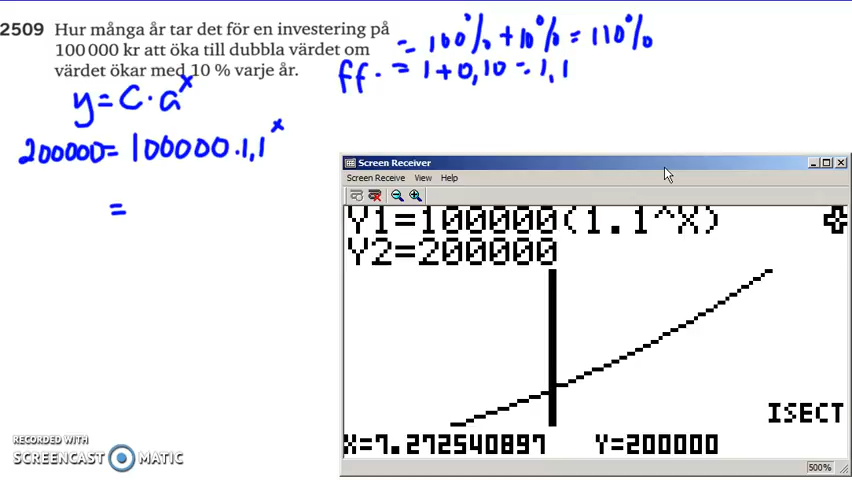 2509 Hur många år tar det för en investering på
100 000 kr att öka till dubbla värdet om
värdet ökar med 10 % varje år.
= 100% + 10% = 110%
ff. = 1 + 0,10 = 1,1
y = C · a^x
200000 = 100000 · 1,1^x
=
Screen Receiver
Screen Receive View Help
Y1=100000(1.1^X)
Y2=200000
ISECT
X=7.272540897 Y=200000
500%
RECORDED WITH
SCREENCAST MATIC